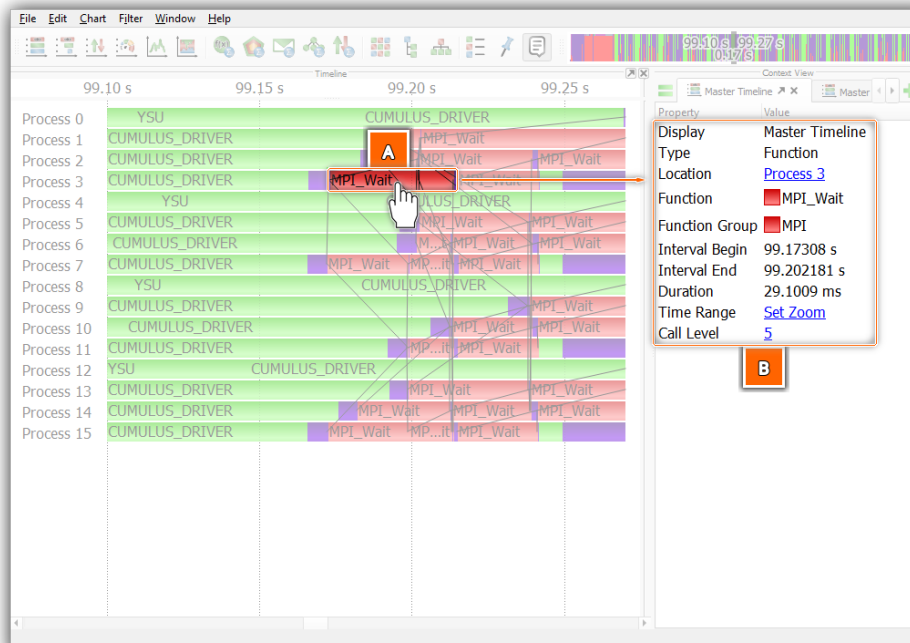 File Edit Chart Filter Window Help
99.10 s 99.27 s
0.17 s
Timeline
Context View
99.10 s 99.15 s 99.20 s 99.25 s
Master Timeline
Master
Property Value
Process 0 YSU CUMULUS_DRIVER
Process 1 CUMULUS_DRIVER MPI_Wait
Process 2 CUMULUS_DRIVER MPI_Wait MPI_Wait
Process 3 CUMULUS_DRIVER MPI_Wait MPI_Wait
Process 4 YSU CUMULUS_DRIVER
Process 5 CUMULUS_DRIVER MPI_Wait MPI_Wait
Process 6 CUMULUS_DRIVER M... MPI_Wait MPI_Wait
Process 7 CUMULUS_DRIVER MPI_Wait MP...it MPI_Wait
Process 8 YSU CUMULUS_DRIVER
Process 9 CUMULUS_DRIVER MPI_Wait
Process 10 CUMULUS_DRIVER MPI_Wait MPI_Wait
Process 11 CUMULUS_DRIVER MP...it MPI_Wait
Process 12 YSU CUMULUS_DRIVER
Process 13 CUMULUS_DRIVER MPI_Wait MPI_Wait
Process 14 CUMULUS_DRIVER MPI_Wait MPI_Wait MPI_Wait
Process 15 CUMULUS_DRIVER MPI_Wait MP...it MPI_Wait
A
Display Master Timeline
Type Function
Location Process 3
Function MPI_Wait
Function Group MPI
Interval Begin 99.17308 s
Interval End 99.202181 s
Duration 29.1009 ms
Time Range Set Zoom
Call Level 5
B